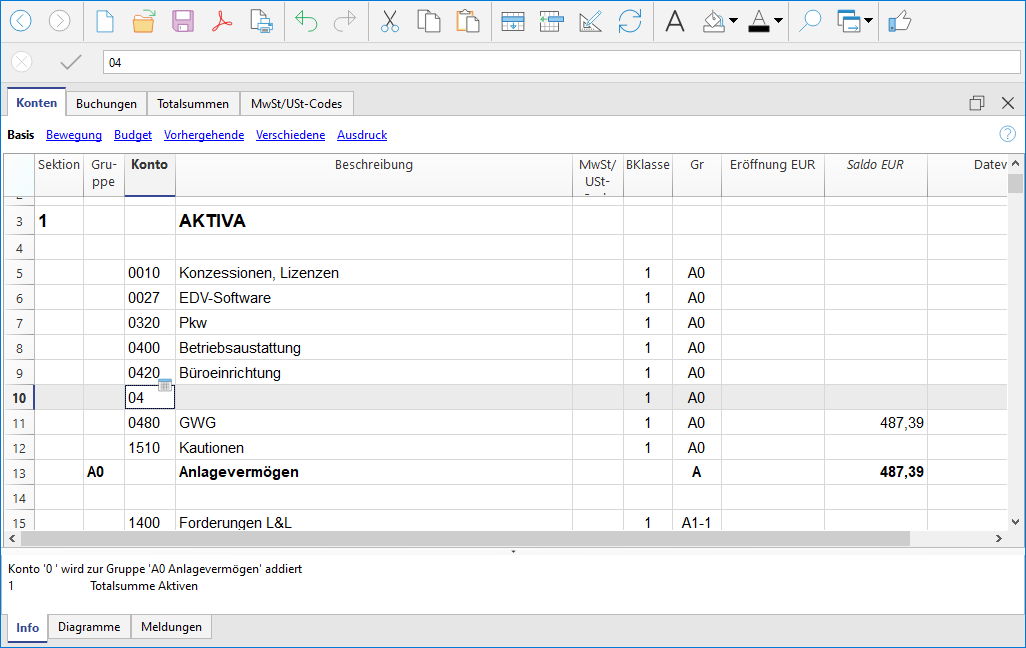 04
Konten Buchungen Totalsummen MwSt/USt-Codes
Basis Bewegung Budget Vorhergehende Verschiedene Ausdruck
Sektion Gru- Konto Beschreibung MwSt/ BKlasse Gr Eröffnung EUR Saldo EUR Datev
ppe USt-
3 1 AKTIVA
4
5 0010 Konzessionen, Lizenzen 1 A0
6 0027 EDV-Software 1 A0
7 0320 Pkw 1 A0
8 0400 Betriebsaustattung 1 A0
9 0420 Büroeinrichtung 1 A0
10 04 1 A0
11 0480 GWG 1 A0 487,39
12 1510 Kautionen 1 A0
13 A0 Anlagevermögen A 487,39
14
15 1400 Forderungen L&L 1 A1-1
Konto '0 ' wird zur Gruppe 'A0 Anlagevermögen' addiert
1 Totalsumme Aktiven
Info Diagramme Meldungen